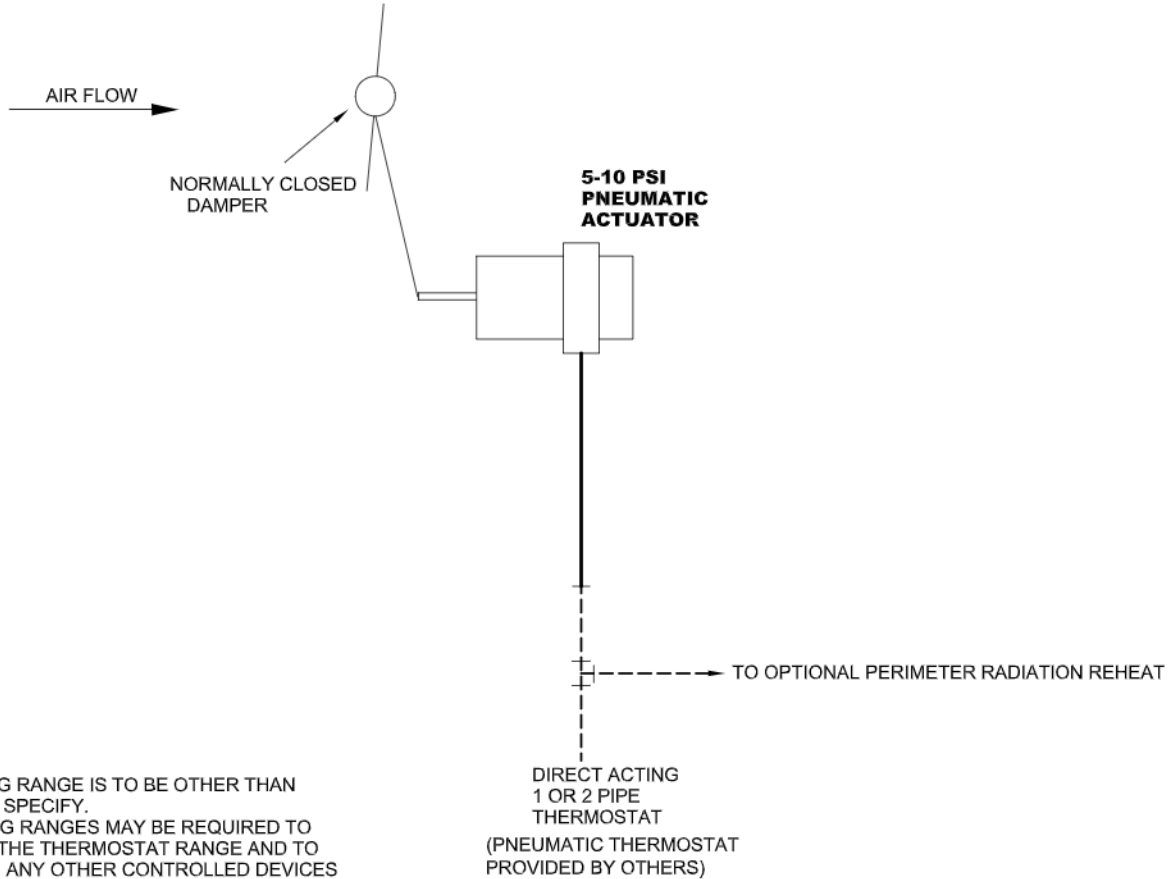 AIR FLOW
NORMALLY CLOSED
DAMPER
5-10 PSI
PNEUMATIC
ACTUATOR
TO OPTIONAL PERIMETER RADIATION REHEAT
DIRECT ACTING
1 OR 2 PIPE
THERMOSTAT
(PNEUMATIC THERMOSTAT
PROVIDED BY OTHERS)
G RANGE IS TO BE OTHER THAN
SPECIFY.
G RANGES MAY BE REQUIRED TO
THE THERMOSTAT RANGE AND TO
ANY OTHER CONTROLLED DEVICES